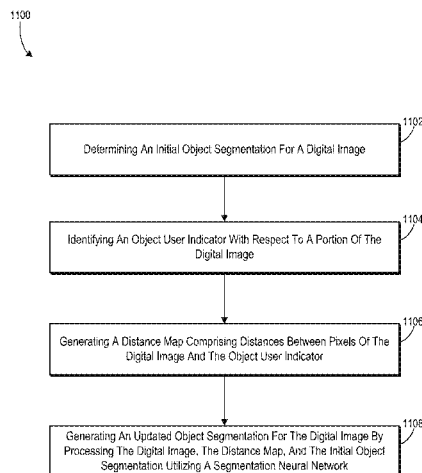 1100
1102
Determining An Initial Object Segmentation For A Digital Image
1104
Identifying An Object User Indicator With Respect To A Portion Of The
Digital Image
1106
Generating A Distance Map Comprising Distances Between Pixels Of The
Digital Image And The Object User Indicator
1108
Generating An Updated Object Segmentation For The Digital Image By
Processing The Digital Image, The Distance Map, And The Initial Object
Segmentation Utilizing A Segmentation Neural Network